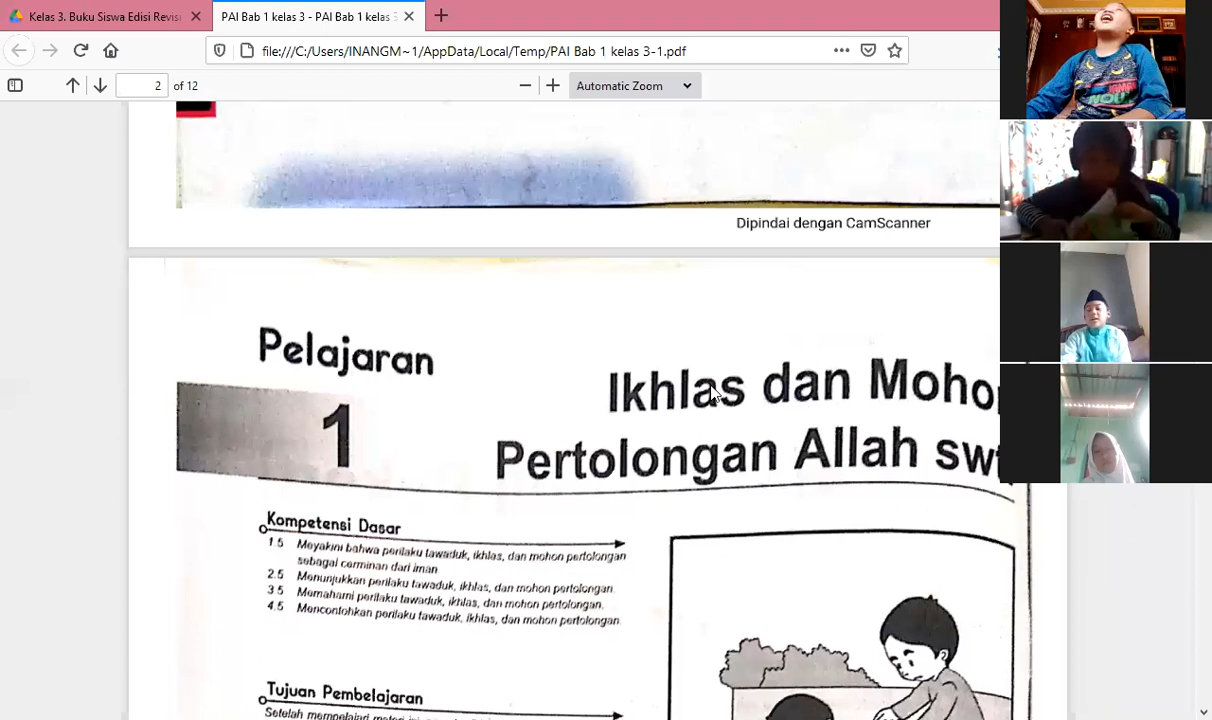 Kelas 3. Buku Siswa Edisi Revis
PAI Bab 1 kelas 3 - PAI Bab 1 kelas 3
file:///C:/Users/INANGM~1/AppData/Local/Temp/PAI Bab 1 kelas 3-1.pdf
2 of 12
Automatic Zoom
Dipindai dengan CamScanner
Pelajaran
1
Ikhlas dan Moho
Pertolongan Allah sw
Kompetensi Dasar
1.5 Meyakini bahwa perilaku tawaduk, ikhlas, dan mohon pertolongan
sebagai cerminan dari iman
2.5 Menunjukkan perilaku tawaduk, ikhlas, dan mohon pertolongan.
3.5 Memahami perilaku tawaduk, ikhlas, dan mohon pertolongan.
4.5 Mencontohkan perilaku tawaduk, ikhlas, dan mohon pertolongan
Tujuan Pembelajaran
Setelah mempelajari materi